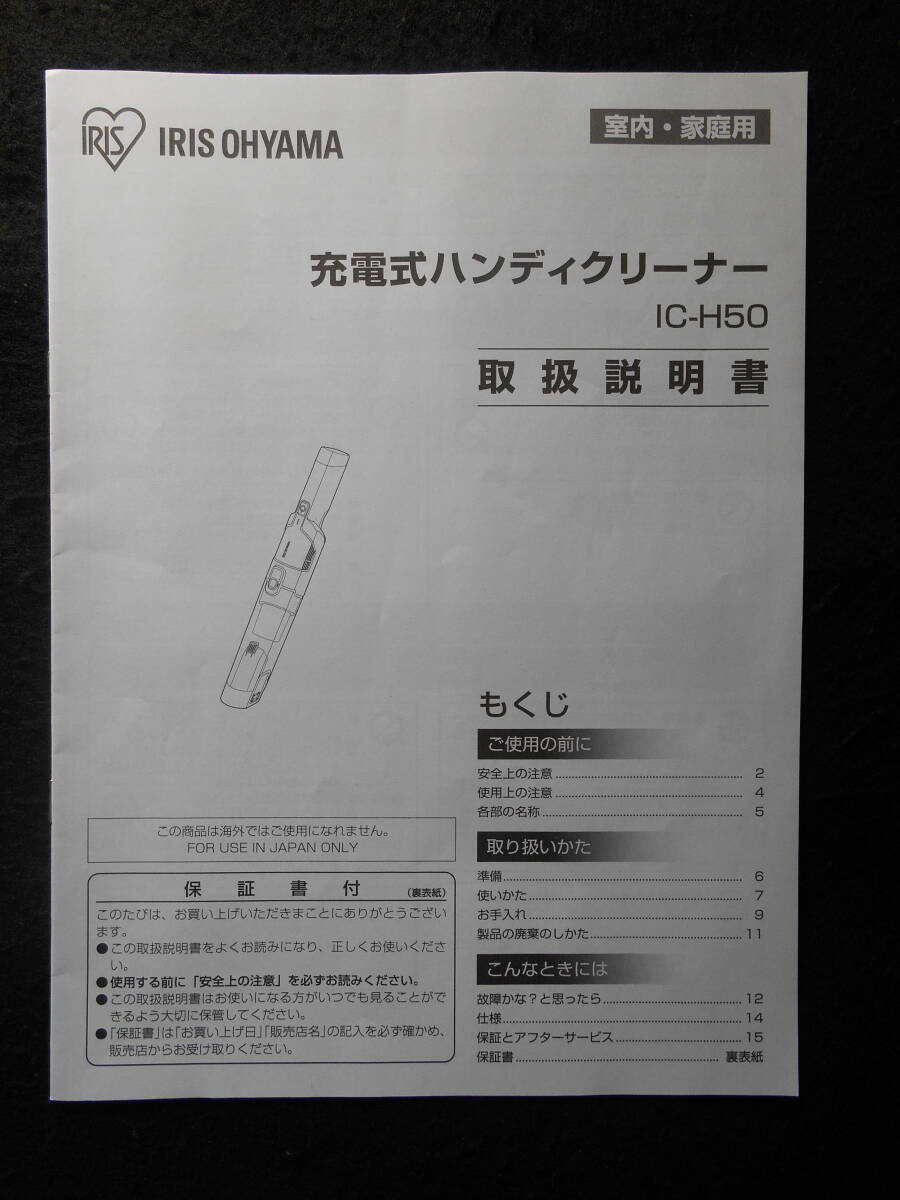 IRIS IRIS OHYAMA
室内・家庭用
充電式ハンディクリーナー
IC-H50
取扱説明書
もくじ
ご使用の前に
安全上の注意 2
使用上の注意 4
各部の名称 5
取り扱いかた
準備 6
使いかた 7
お手入れ 9
製品の廃棄のしかた 11
こんなときには
故障かな?と思ったら 12
仕様 14
保証とアフターサービス 15
保証書 裏表紙
この商品は海外ではご使用になれません。
FOR USE IN JAPAN ONLY
保証書付 (裏表紙)
このたびは、お買い上げいただきまことにありがとうござい
ます。
●この取扱説明書をよくお読みになり、正しくお使いくださ
い。
●使用する前に「安全上の注意」を必ずお読みください。
●この取扱説明書はお使いになる方がいつでも見ることがで
きるよう大切に保管してください。
●「保証書」は「お買い上げ日」「販売店名」の記入を必ず確かめ、
販売店からお受け取りください。